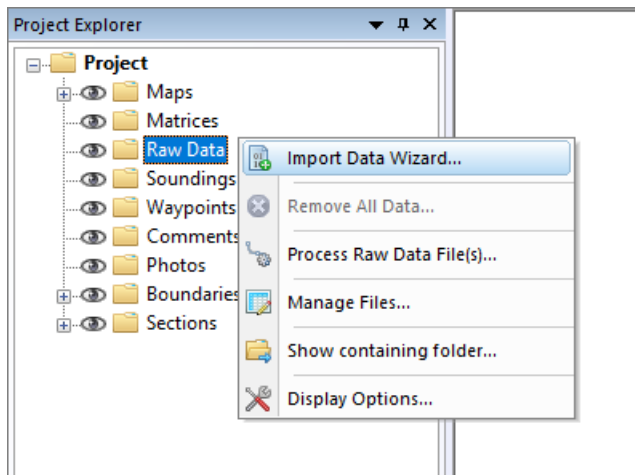 Project Explorer
Project
Maps
Matrices
Raw Data
Soundings
Waypoints
Comments
Photos
Boundaries
Sections
Import Data Wizard...
Remove All Data...
Process Raw Data File(s)...
Manage Files...
Show containing folder...
Display Options...